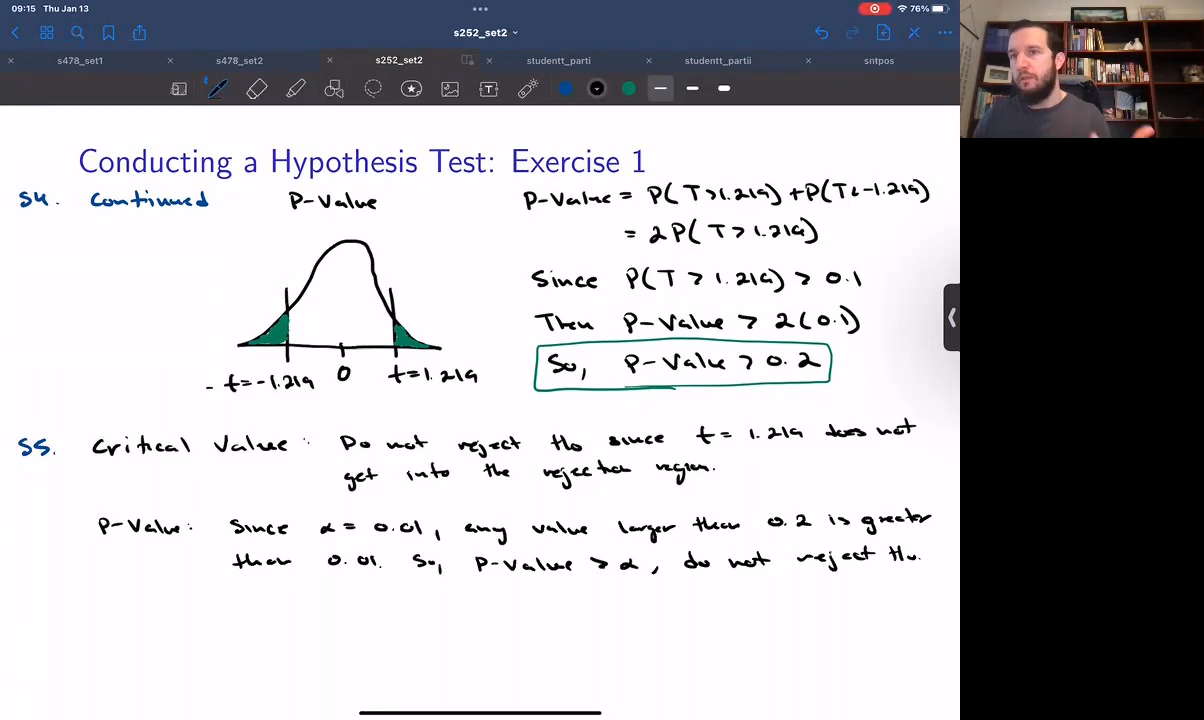 09:15 Thu Jan 13
76%
s252_set2
s478_set1
s478_set2
s252_set2
studentt_parti
studentt_partii
sntpos
Conducting a Hypothesis Test: Exercise 1
S4. Continued
P-Value
P-Value = P(T>1.219) + P(T<-1.219)
= 2P(T>1.219)
Since P(T > 1.219) > 0.1
Then P-Value > 2(0.1)
So, P-Value > 0.2
-t=-1.219 0 t=1.219
S5. Critical Value: Do not reject Ho since t = 1.219 does not
get into the rejection region.
P-Value: Since α = 0.01, any value larger than 0.2 is greater
than 0.01. So, P-Value > α, do not reject Ho.